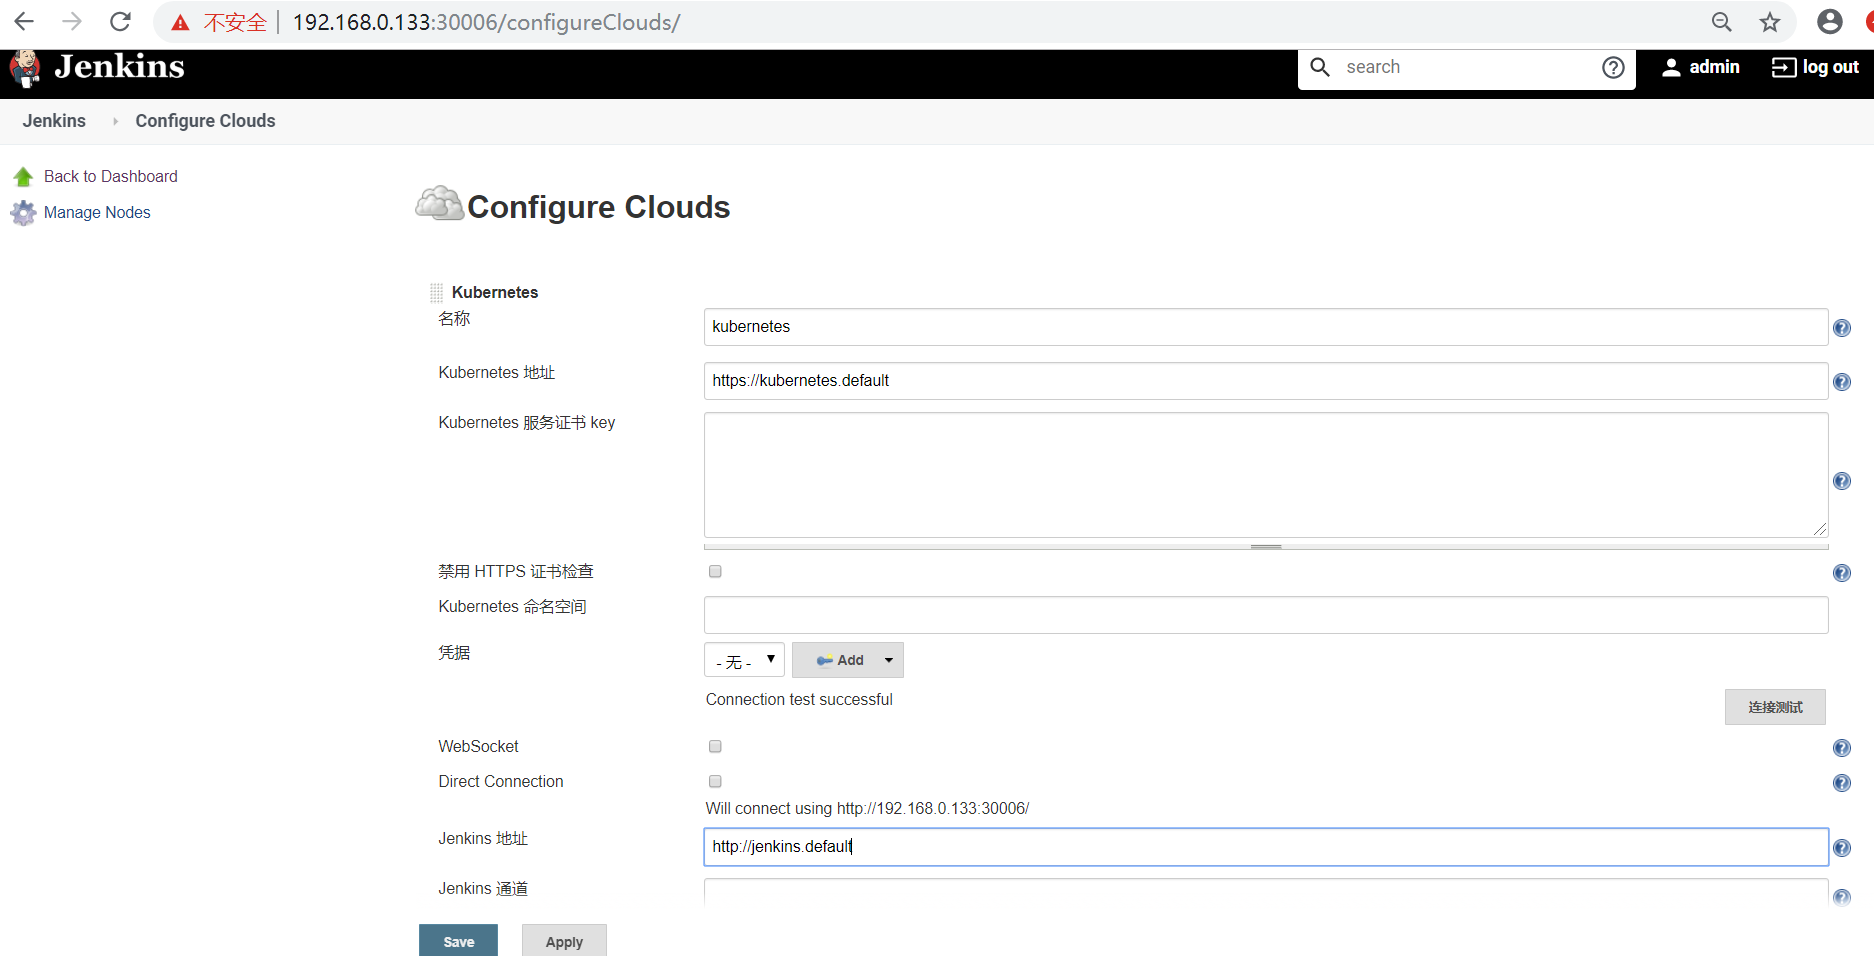 不安全 192.168.0.133:30006/configureClouds/
Jenkins search admin log out
Jenkins Configure Clouds
Back to Dashboard
Manage Nodes
Configure Clouds
Kubernetes
名称 kubernetes
Kubernetes 地址 https://kubernetes.default
Kubernetes 服务证书 key
禁用 HTTPS 证书检查
Kubernetes 命名空间
凭据 - 无 - Add
Connection test successful 连接测试
WebSocket
Direct Connection
Will connect using http://192.168.0.133:30006/
Jenkins 地址 http://jenkins.default
Jenkins 通道
Save Apply